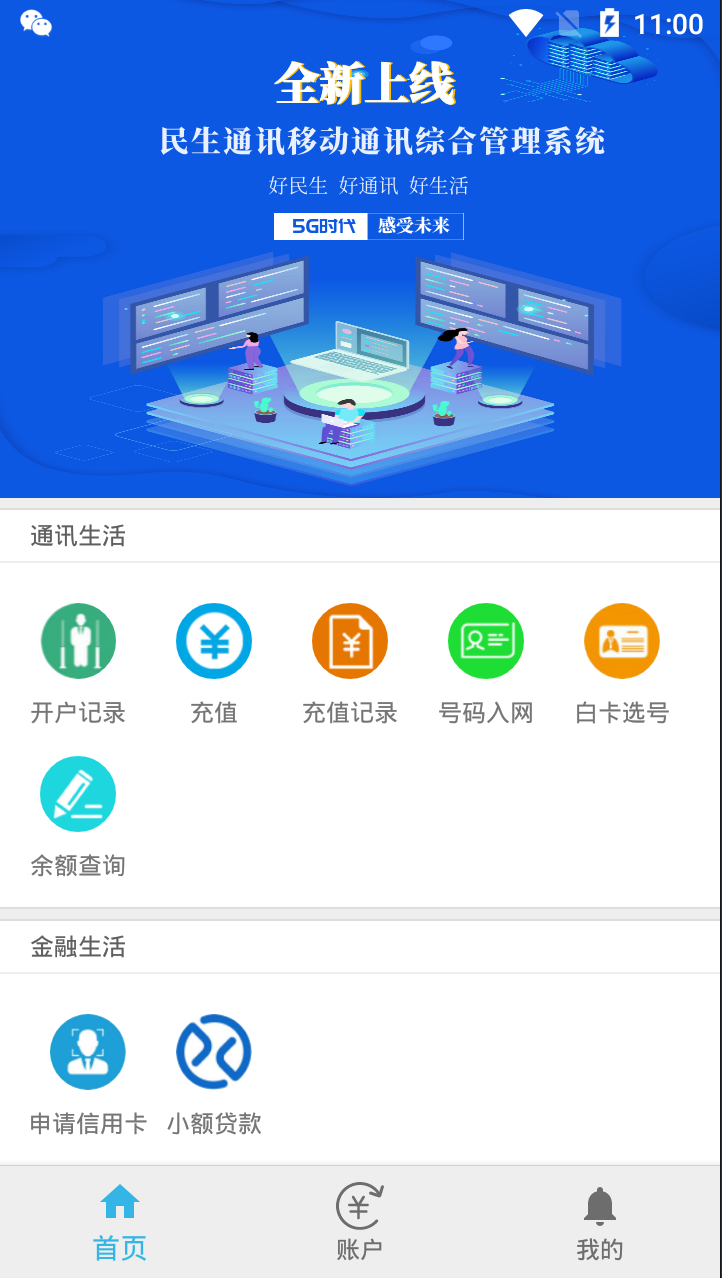 11:00
全新上线
民生通讯移动通讯综合管理系统
好民生 好通讯 好生活
5G时代 感受未来
通讯生活
开户记录 充值 充值记录 号码入网 白卡选号
余额查询
金融生活
申请信用卡 小额贷款
首页 账户 我的